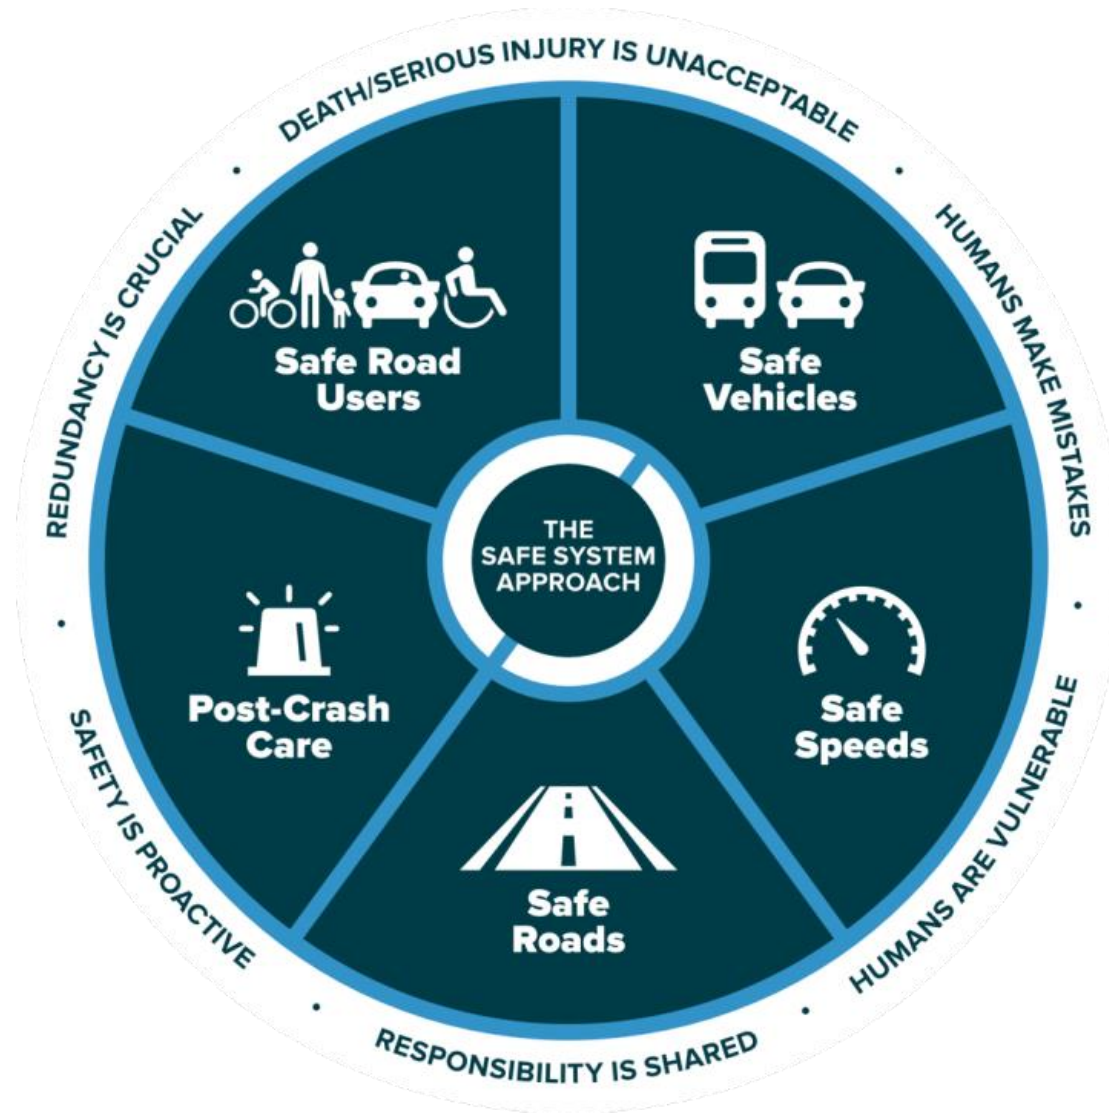 DEATH/SERIOUS INJURY IS UNACCEPTABLE
HUMANS MAKE MISTAKES
HUMANS ARE VULNERABLE
RESPONSIBILITY IS SHARED
SAFETY IS PROACTIVE
REDUNDANCY IS CRUCIAL
Safe Road
Users
Safe
Vehicles
THE
SAFE SYSTEM
APPROACH
Post-Crash
Care
Safe
Speeds
Safe
Roads